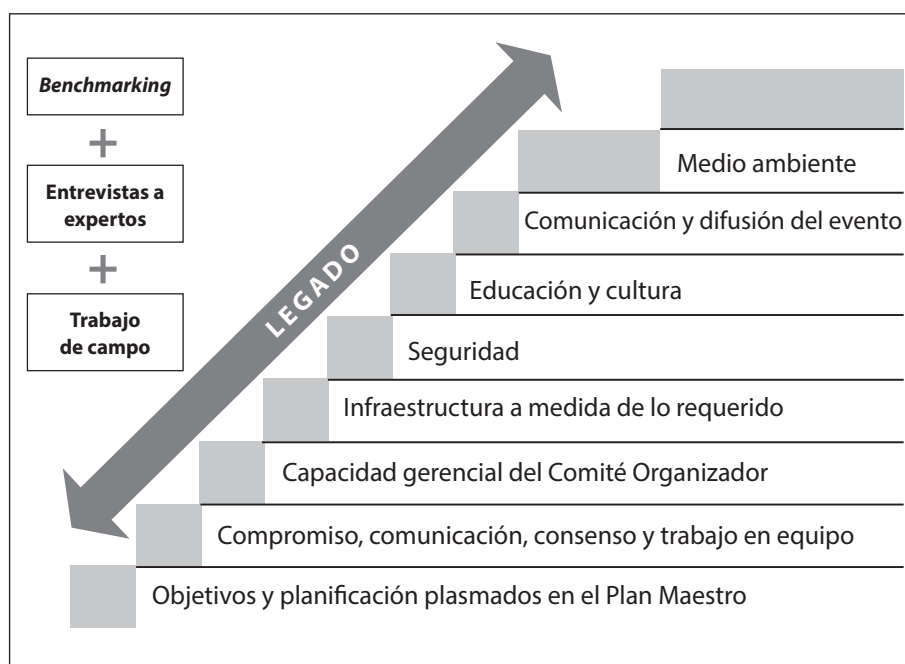 Benchmarking
+
Entrevistas a
expertos
+
Trabajo
de campo
LEGADO
Medio ambiente
Comunicación y difusión del evento
Educación y cultura
Seguridad
Infraestructura a medida de lo requerido
Capacidad gerencial del Comité Organizador
Compromiso, comunicación, consenso y trabajo en equipo
Objetivos y planificación plasmados en el Plan Maestro